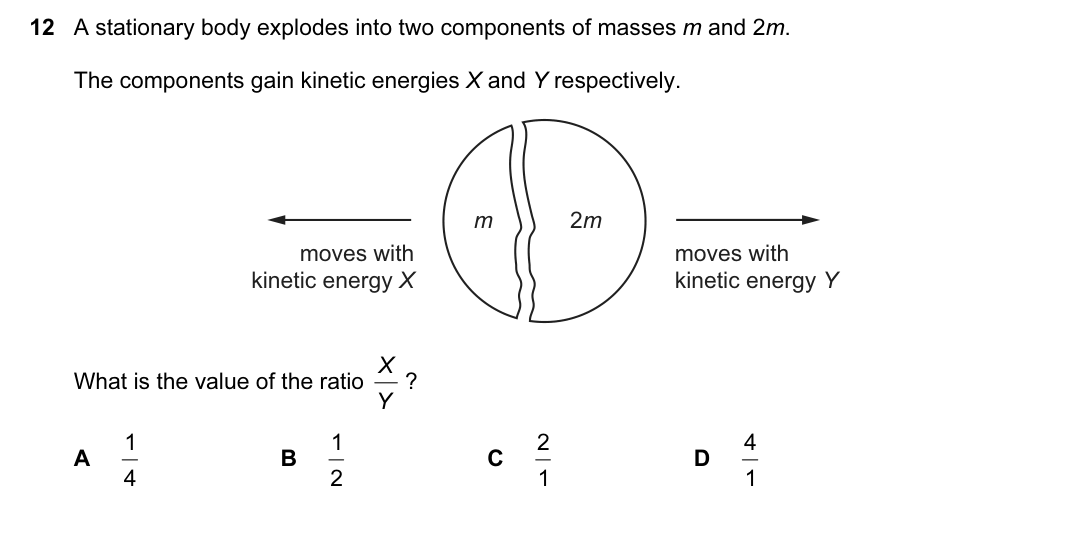 12 A stationary body explodes into two components of masses m and 2m.
The components gain kinetic energies X and Y respectively.
m 2m
moves with
kinetic energy X
moves with
kinetic energy Y
What is the value of the ratio X/Y ?
A 1/4 B 1/2 C 2/1 D 4/1